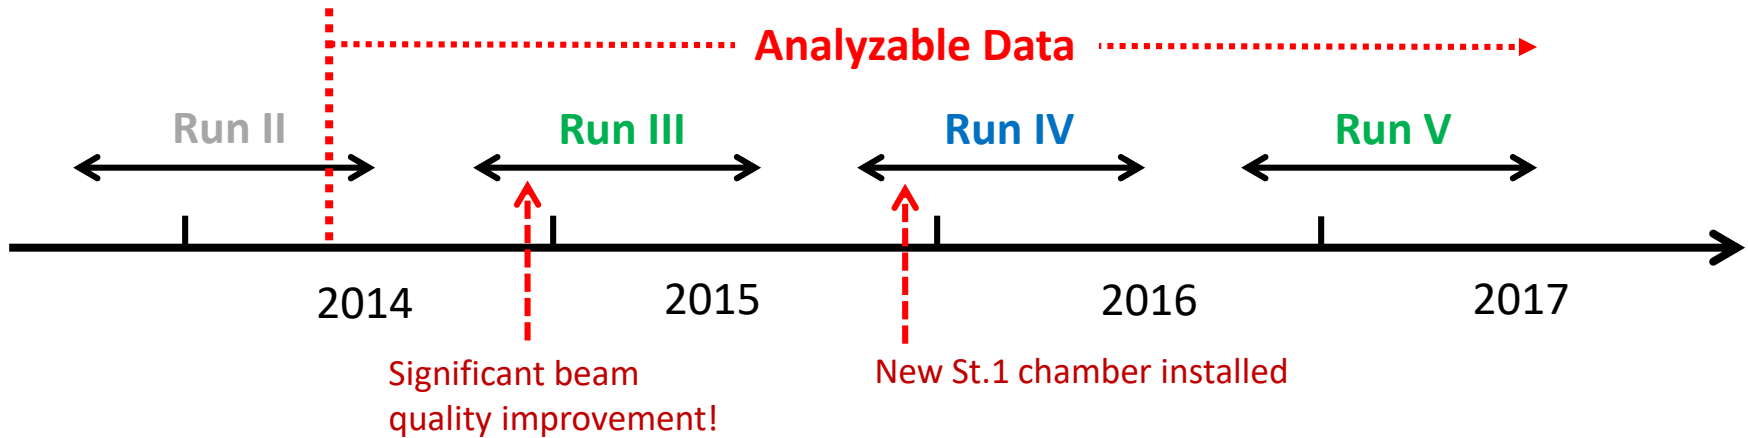 Analyzable Data
Run II
Run III
Run IV
Run V
2014
2015
2016
2017
Significant beam
quality improvement!
New St.1 chamber installed